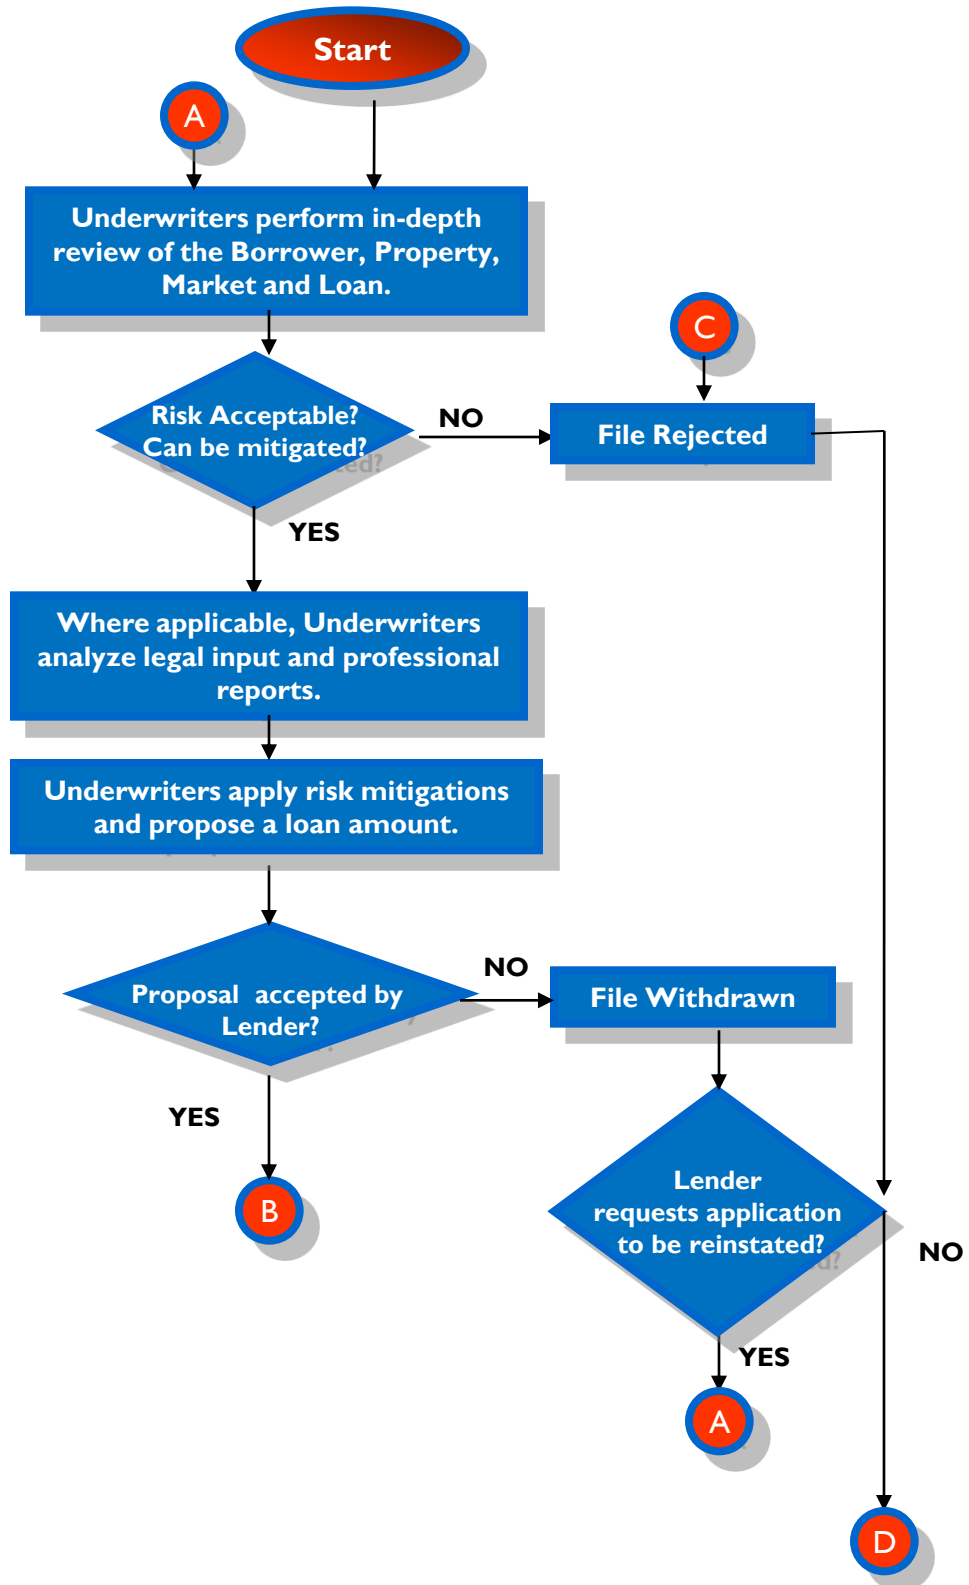 Start
A
Underwriters perform in-depth
review of the Borrower, Property,
Market and Loan.
C
Risk Acceptable?
Can be mitigated?
NO
File Rejected
YES
Where applicable, Underwriters
analyze legal input and professional
reports.
Underwriters apply risk mitigations
and propose a loan amount.
Proposal accepted by
Lender?
NO
File Withdrawn
YES
B
Lender
requests application
to be reinstated?
NO
YES
A
D